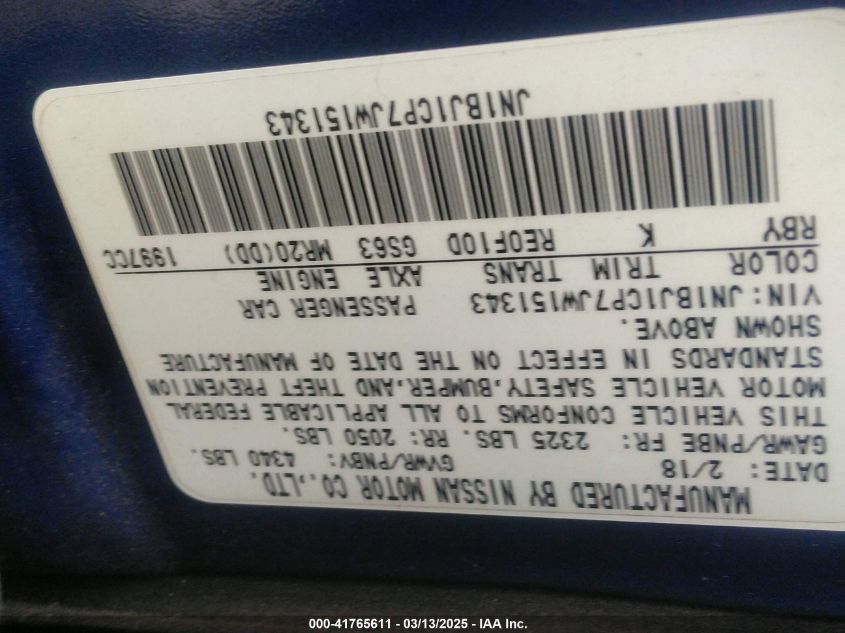 MANUFACTURED BY NISSAN MOTOR CO.,LTD.
DATE: 2/18 GVWR/PNBV: 4340 LBS.
GAWR/PNBE FR: 2325 LBS. RR: 2050 LBS.
THIS VEHICLE CONFORMS TO ALL APPLICABLE FEDERAL
MOTOR VEHICLE SAFETY,BUMPER,AND THEFT PREVENTION
STANDARDS IN EFFECT ON THE DATE OF MANUFACTURE
SHOWN ABOVE.
VIN: JN1BJ1CP7JW151343 PASSENGER CAR
COLOR TRIM TRANS AXLE ENGINE
RBY K RE0F10D GS63 MR20(DD) 1997CC
JN1BJ1CP7JW151343
000-41765611 - 03/13/2025 - IAA Inc.